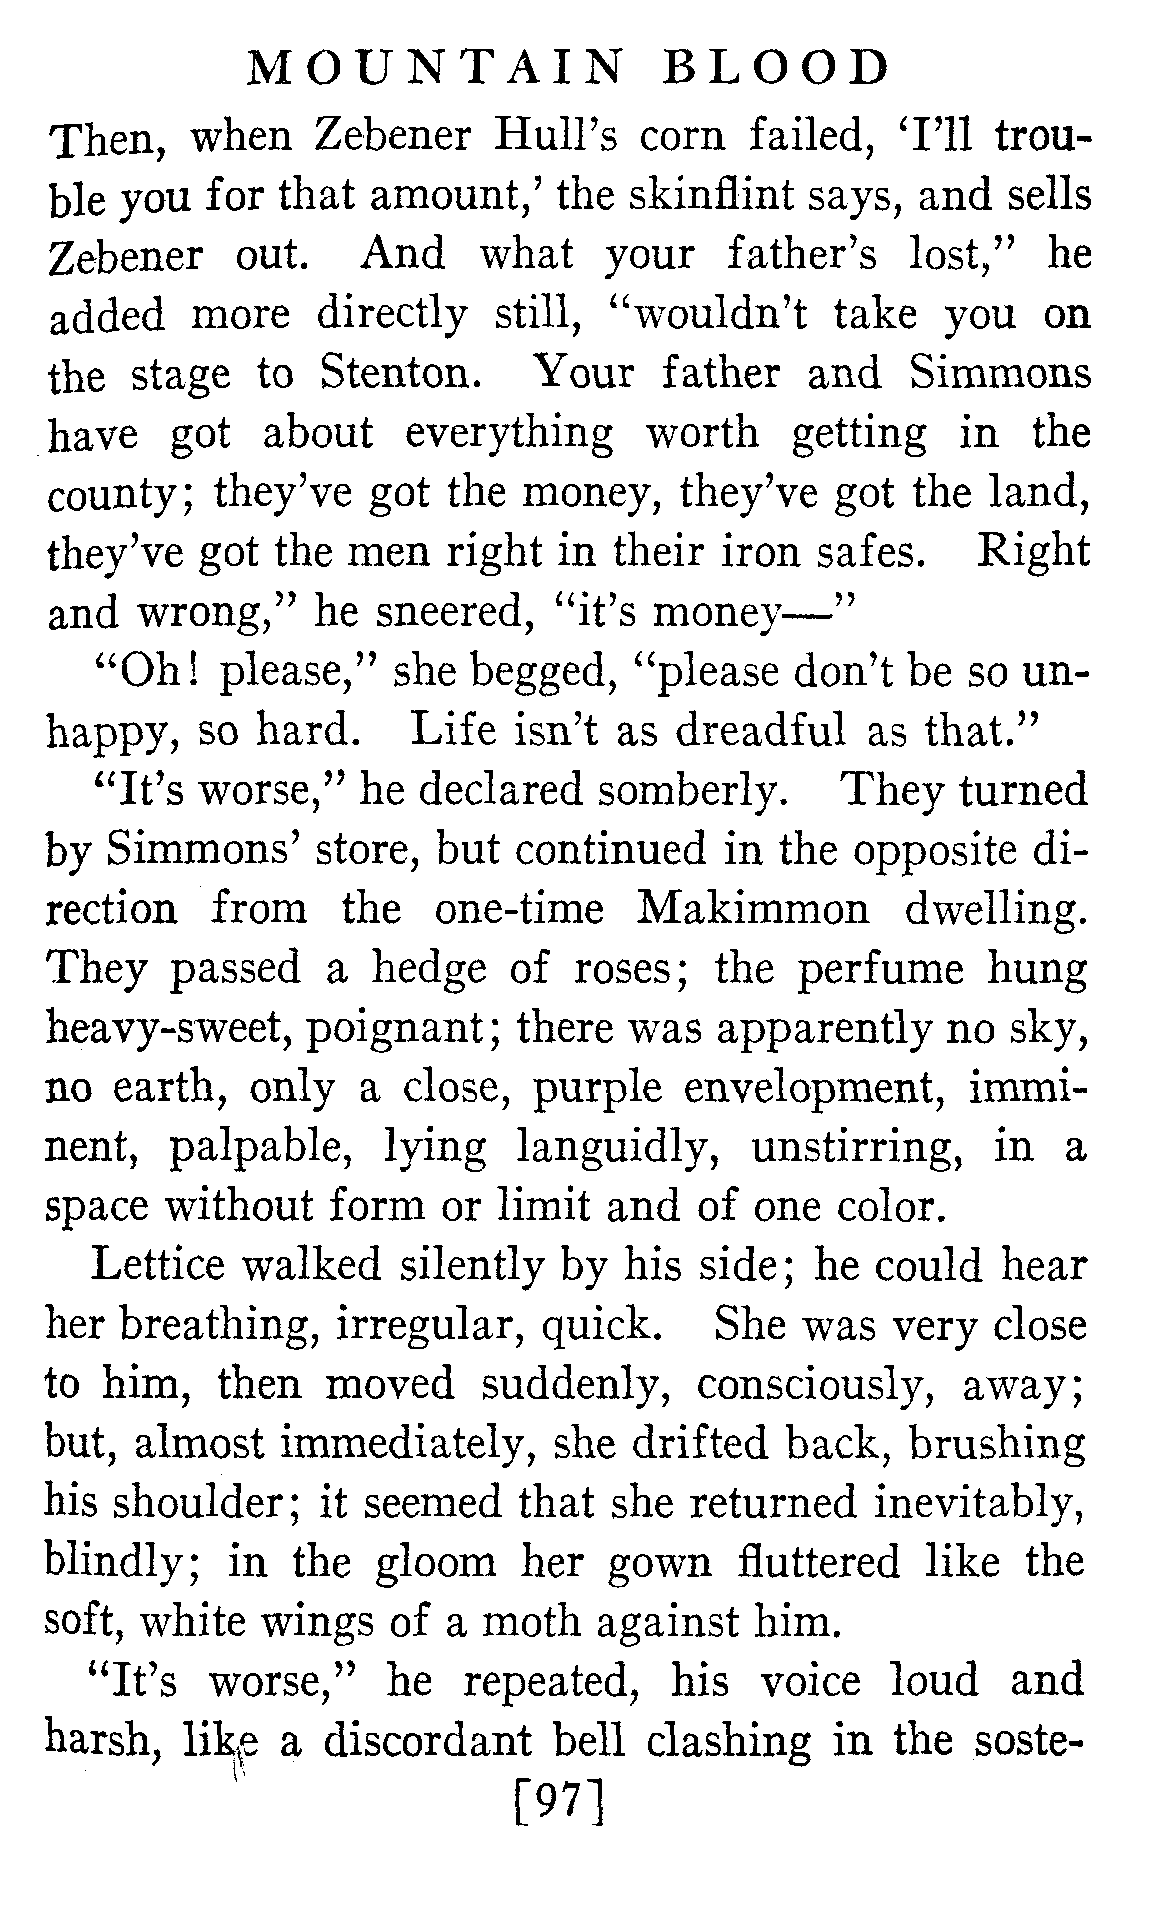 MOUNTAIN BLOOD
Then, when Zebener Hull’s corn failed, ‘I’ll trou-
ble you for that amount,’ the skinflint says, and sells
Zebener out. And what your father’s lost,” he
added more directly still, “wouldn’t take you on
the stage to Stenton. Your father and Simmons
have got about everything worth getting in the
county; they’ve got the money, they’ve got the land,
they’ve got the men right in their iron safes. Right
and wrong,” he sneered, “it’s money—”
“Oh! please,” she begged, “please don’t be so un-
happy, so hard. Life isn’t as dreadful as that.”
“It’s worse,” he declared somberly. They turned
by Simmons’ store, but continued in the opposite di-
rection from the one-time Makimmon dwelling.
They passed a hedge of roses; the perfume hung
heavy-sweet, poignant; there was apparently no sky,
no earth, only a close, purple envelopment, immi-
nent, palpable, lying languidly, unstirring, in a
space without form or limit and of one color.
Lettice walked silently by his side; he could hear
her breathing, irregular, quick. She was very close
to him, then moved suddenly, consciously, away;
but, almost immediately, she drifted back, brushing
his shoulder; it seemed that she returned inevitably,
blindly; in the gloom her gown fluttered like the
soft, white wings of a moth against him.
“It’s worse,” he repeated, his voice loud and
harsh, like a discordant bell clashing in the soste-
[97]